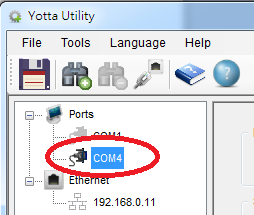 Yotta Utility
File Tools Language Help
Ports
COM1
COM4
Ethernet
192.168.0.11